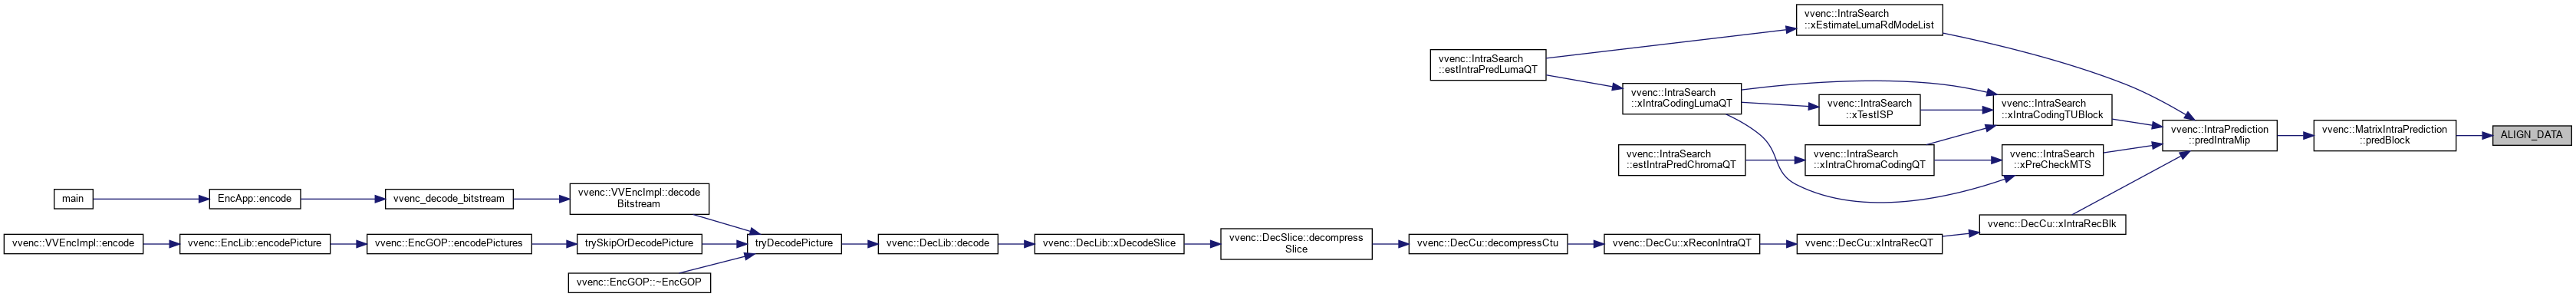 vvenc::IntraSearch
::xEstimateLumaRdModeList
vvenc::IntraSearch
::estIntraPredLumaQT
vvenc::IntraSearch
::xIntraCodingLumaQT
vvenc::IntraSearch
::xTestISP
vvenc::IntraSearch
::xIntraCodingTUBlock
vvenc::IntraPrediction
::predIntraMip
vvenc::MatrixIntraPrediction
::predBlock
ALIGN_DATA
vvenc::IntraSearch
::estIntraPredChromaQT
vvenc::IntraSearch
::xIntraChromaCodingQT
vvenc::IntraSearch
::xPreCheckMTS
main
EncApp::encode
vvenc_decode_bitstream
vvenc::VVEncImpl::decode
Bitstream
vvenc::DecCu::xIntraRecBlk
vvenc::VVEncImpl::encode
vvenc::EncLib::encodePicture
vvenc::EncGOP::encodePictures
trySkipOrDecodePicture
tryDecodePicture
vvenc::DecLib::decode
vvenc::DecLib::xDecodeSlice
vvenc::DecSlice::decompress
Slice
vvenc::DecCu::decompressCtu
vvenc::DecCu::xReconIntraQT
vvenc::DecCu::xIntraRecQT
vvenc::EncGOP::~EncGOP